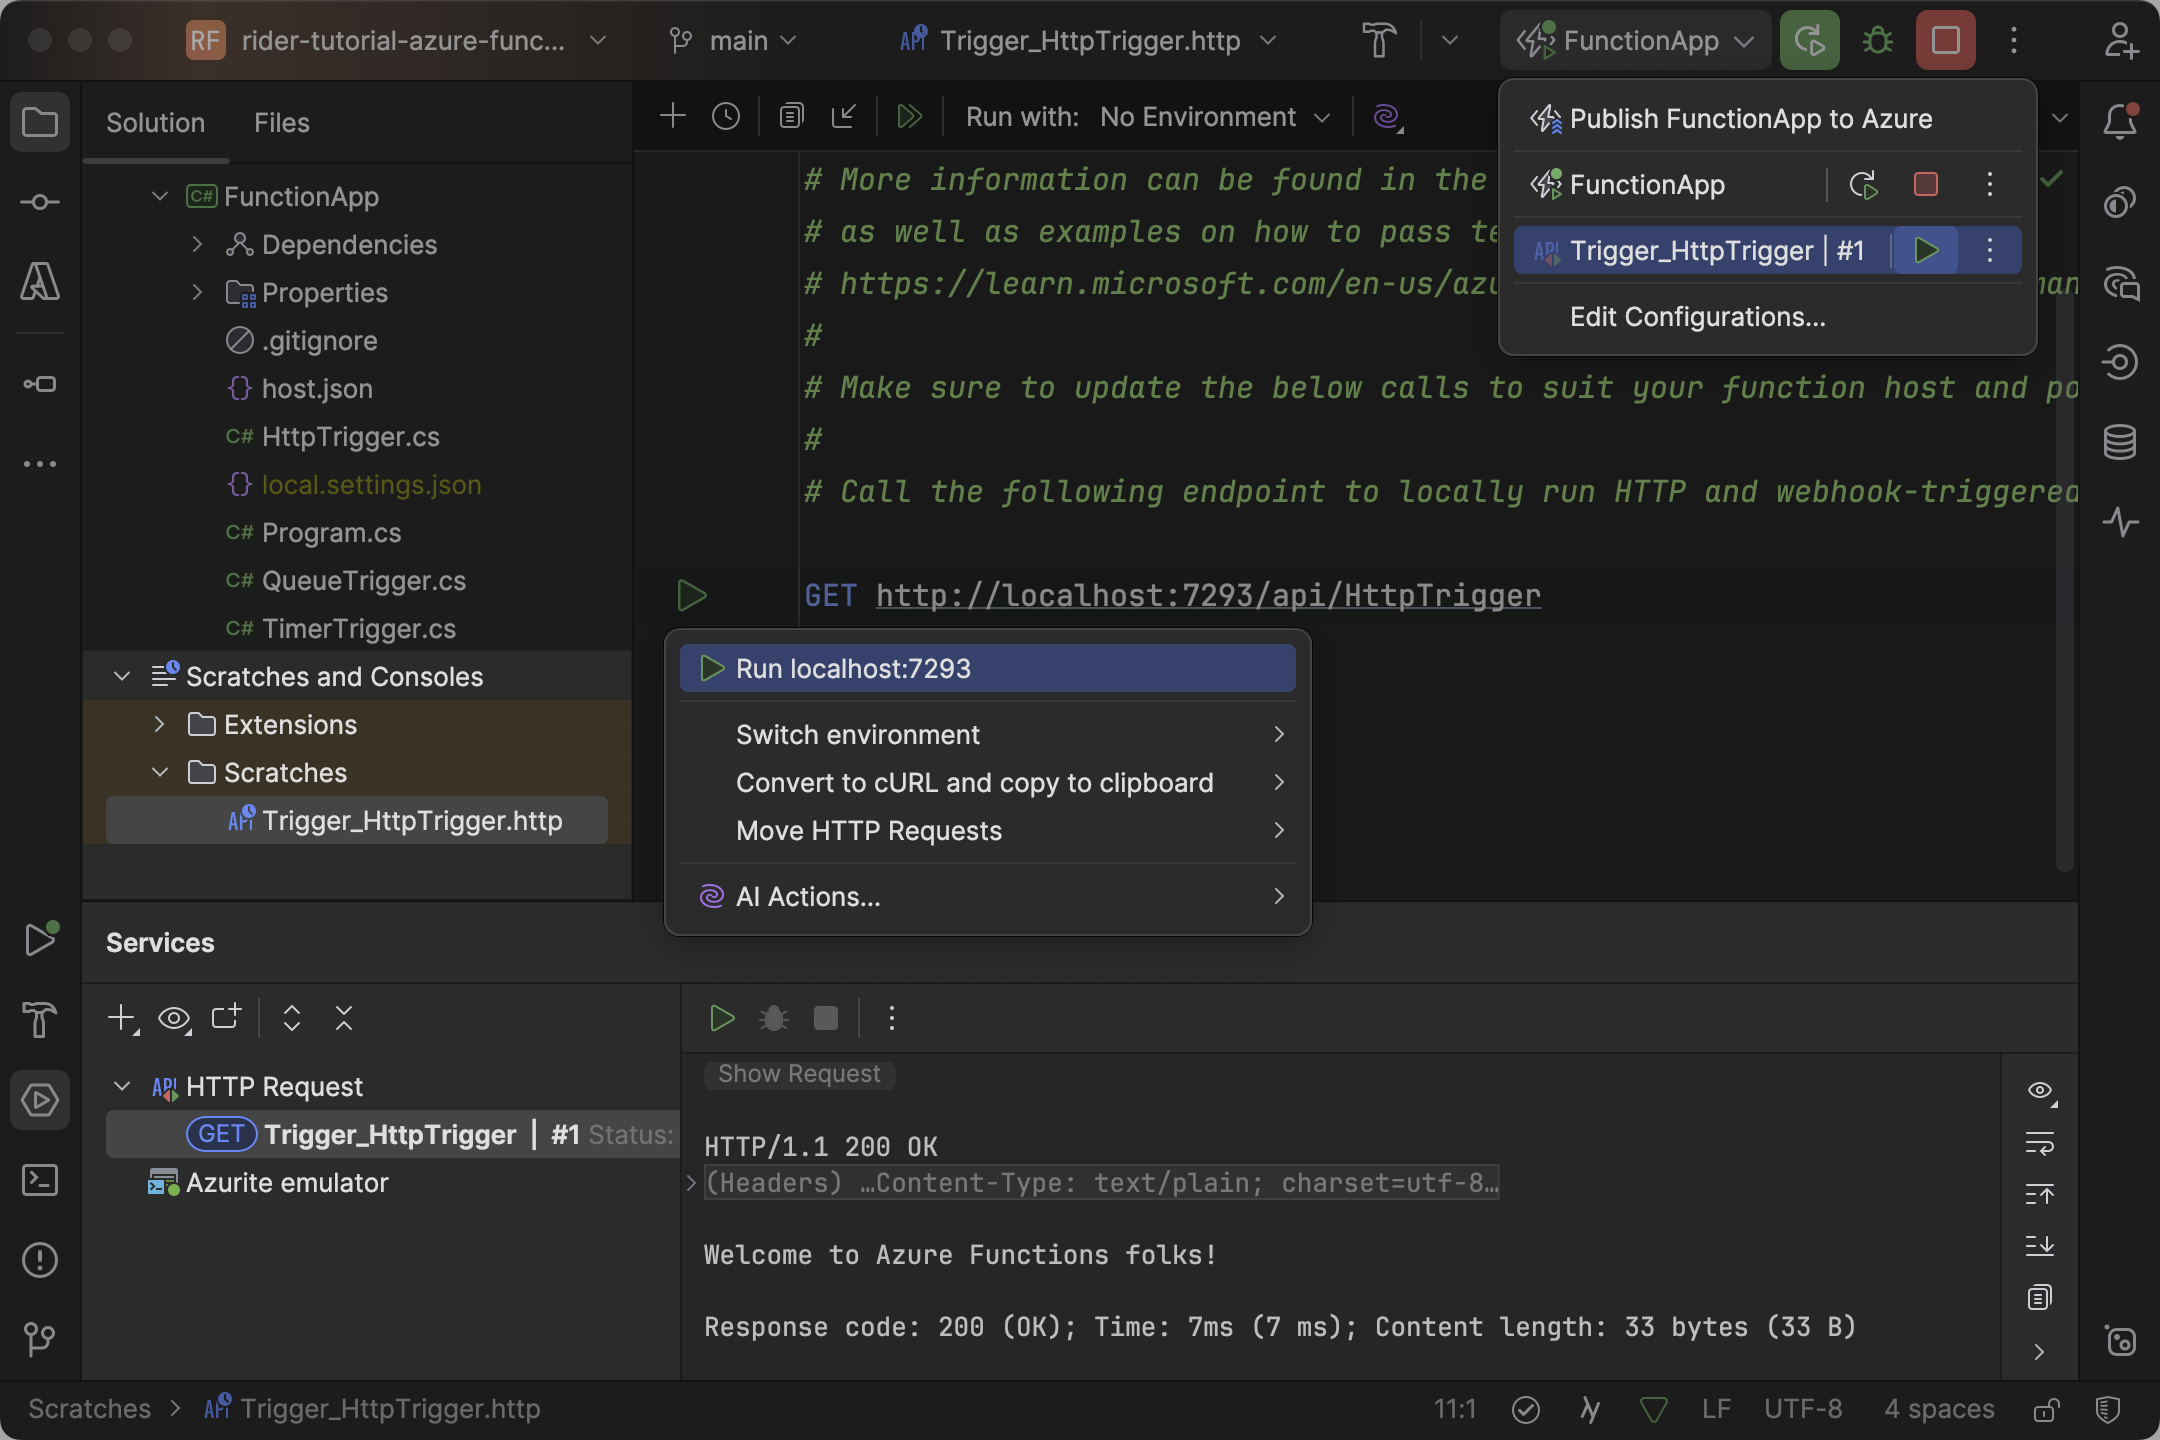 RF rider-tutorial-azure-func...
main
API Trigger_HttpTrigger.http
FunctionApp
Solution
Files
Run with: No Environment
Publish FunctionApp to Azure
FunctionApp
API Trigger_HttpTrigger | #1
Edit Configurations...
C# FunctionApp
Dependencies
Properties
.gitignore
{} host.json
C# HttpTrigger.cs
{} local.settings.json
C# Program.cs
C# QueueTrigger.cs
C# TimerTrigger.cs
Scratches and Consoles
Extensions
Scratches
API Trigger_HttpTrigger.http
# More information can be found in the
# as well as examples on how to pass te
# https://learn.microsoft.com/en-us/azu
man
#
# Make sure to update the below calls to suit your function host and po
#
# Call the following endpoint to locally run HTTP and webhook-triggered
GET http://localhost:7293/api/HttpTrigger
Run localhost:7293
Switch environment
Convert to cURL and copy to clipboard
Move HTTP Requests
AI Actions...
Services
API HTTP Request
GET Trigger_HttpTrigger | #1 Status:
Azurite emulator
Show Request
HTTP/1.1 200 OK
(Headers) …Content-Type: text/plain; charset=utf-8…
Welcome to Azure Functions folks!
Response code: 200 (OK); Time: 7ms (7 ms); Content length: 33 bytes (33 B)
Scratches > API Trigger_HttpTrigger.http
11:1
LF
UTF-8
4 spaces